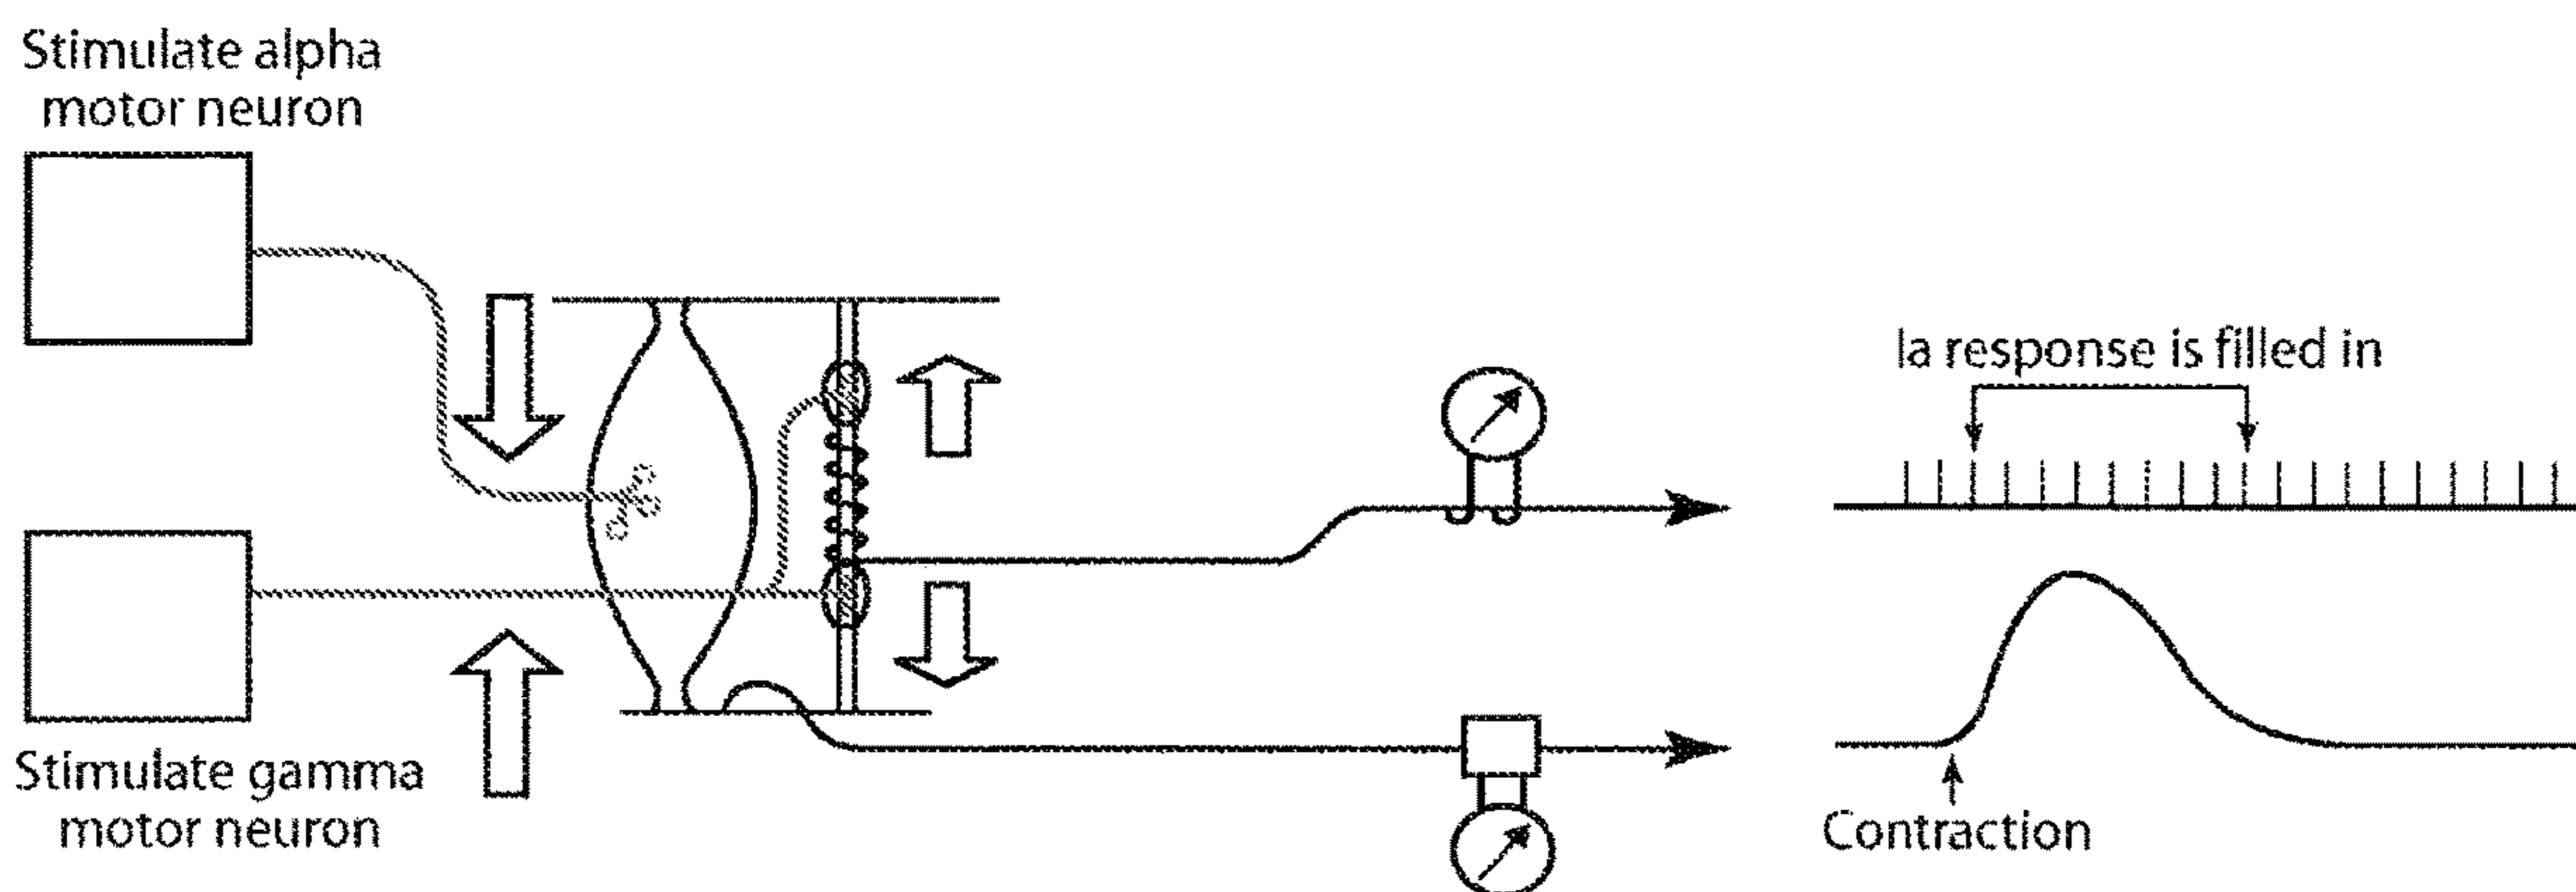 Stimulate alpha
motor neuron
Ia response is filled in
Stimulate gamma
motor neuron
Contraction